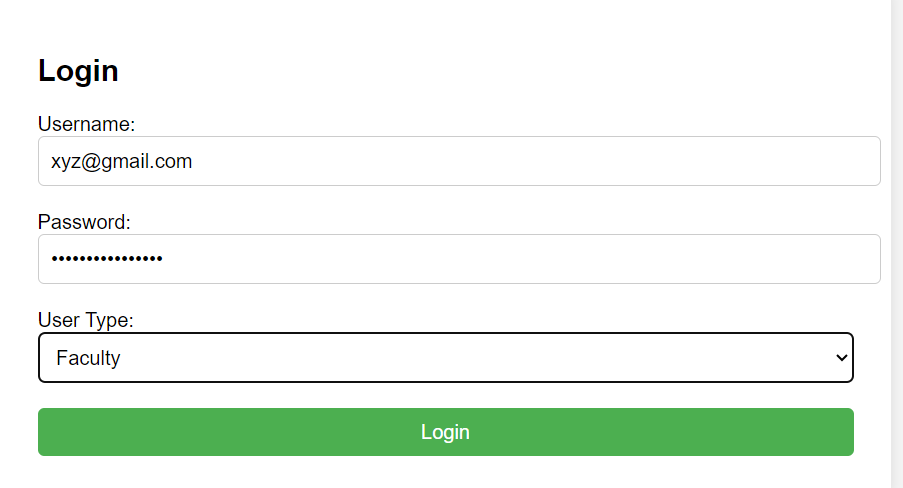 Login
Username:
xyz@gmail.com
Password:
••••••••••••••••
User Type:
Faculty
Login